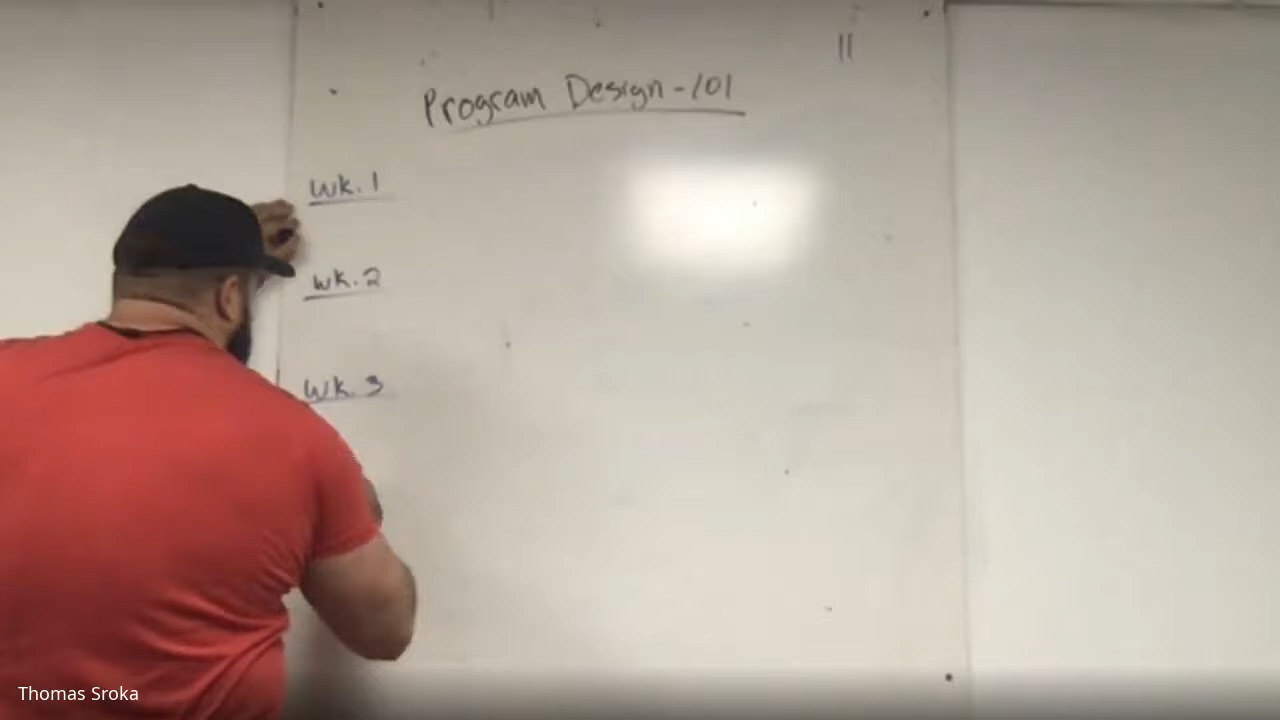 Program Design - 101
Wk. 1
Wk. 2
Wk. 3
Thomas Sroka